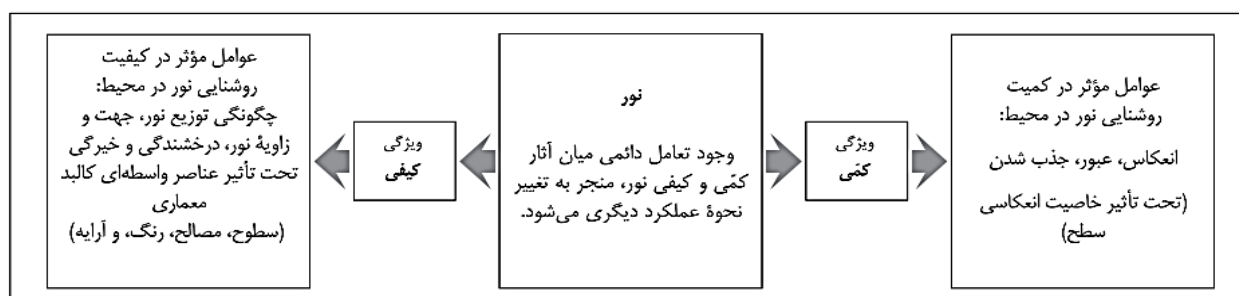 عوامل مؤثر در کمیت
روشنایی نور در محیط:
انعکاس، عبور، جذب شدن
(تحت تأثیر خاصیت انعکاسی
سطح)
ویژگی
کمّی
نور
وجود تعامل دائمی میان آثار
کمّی و کیفی نور، منجر به تغییر
نحوهٔ عملکرد دیگری می‌شود.
ویژگی
کیفی
عوامل مؤثر در کیفیت
روشنایی نور در محیط:
چگونگی توزیع نور، جهت و
زاویهٔ نور، درخشندگی و خیرگی
تحت تأثیر عناصر واسطه‌ای کالبد
معماری
(سطوح، مصالح، رنگ، و آرایه)